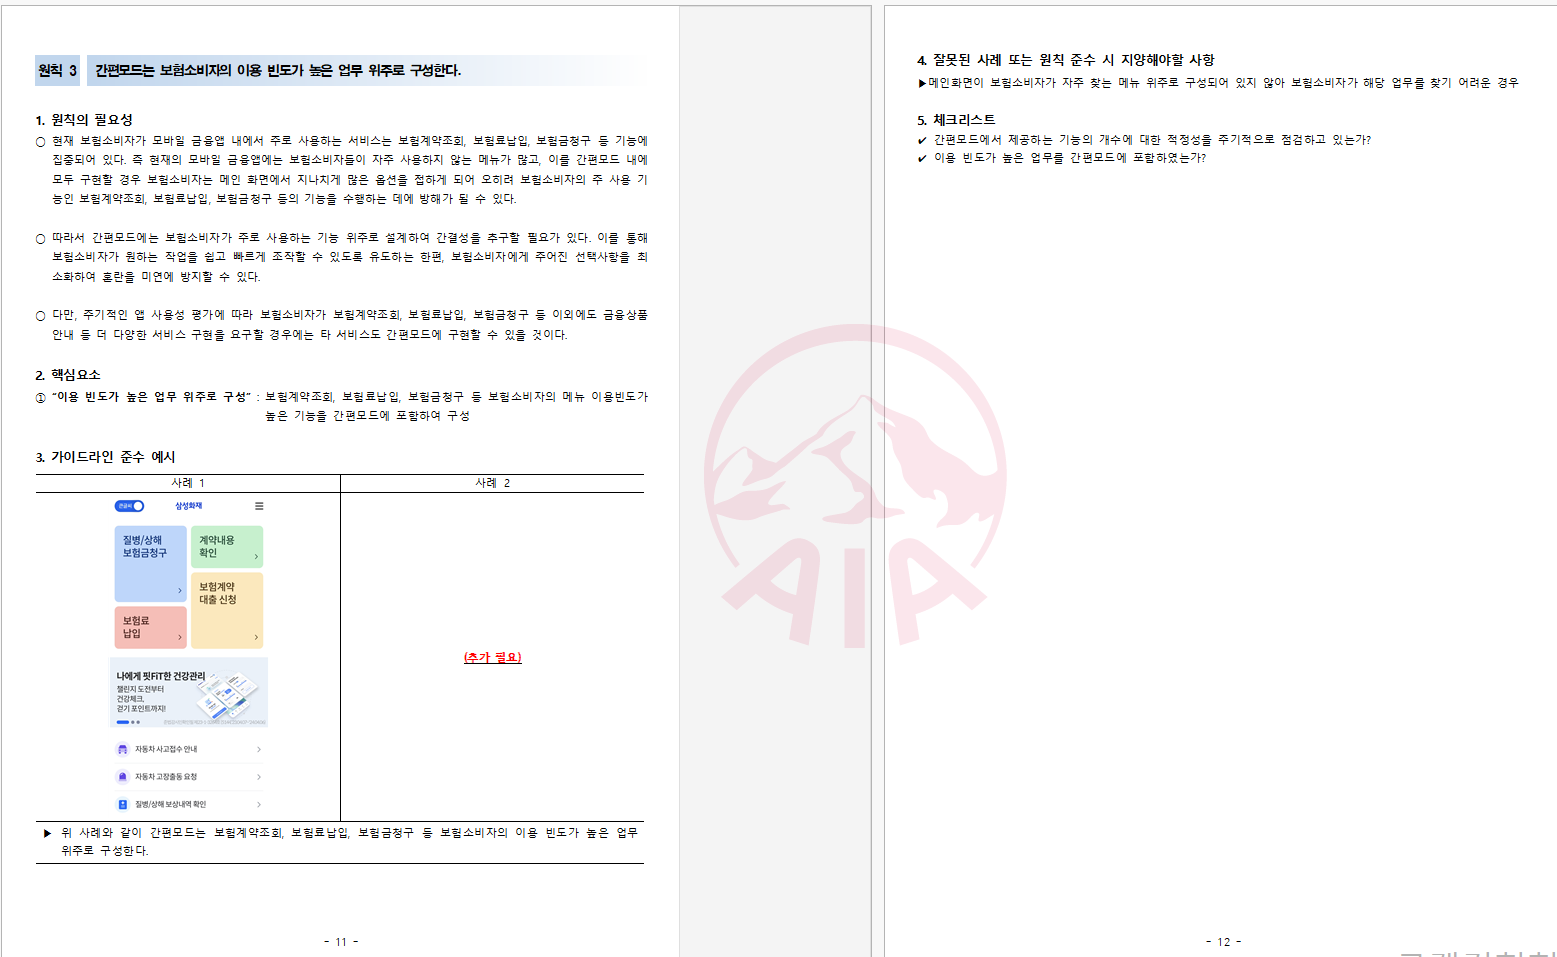 원칙 3 간편모드는 보험소비자의 이용 빈도가 높은 업무 위주로 구성한다.
1. 원칙의 필요성
○ 현재 보험소비자가 모바일 금융앱 내에서 주로 사용하는 서비스는 보험계약조회, 보험료납입, 보험금청구 등 기능에
집중되어 있다. 즉 현재의 모바일 금융앱에는 보험소비자들이 자주 사용하지 않는 메뉴가 많고, 이를 간편모드 내에
모두 구현할 경우 보험소비자는 메인 화면에서 지나치게 많은 옵션을 접하게 되어 오히려 보험소비자의 주 사용 기
능인 보험계약조회, 보험료납입, 보험금청구 등의 기능을 수행하는 데에 방해가 될 수 있다.
○ 따라서 간편모드에는 보험소비자가 주로 사용하는 기능 위주로 설계하여 간결성을 추구할 필요가 있다. 이를 통해
보험소비자가 원하는 작업을 쉽고 빠르게 조작할 수 있도록 유도하는 한편, 보험소비자에게 주어진 선택사항을 최
소화하여 혼란을 미연에 방지할 수 있다.
○ 다만, 주기적인 앱 사용성 평가에 따라 보험소비자가 보험계약조회, 보험료납입, 보험금청구 등 이외에도 금융상품
안내 등 더 다양한 서비스 구현을 요구할 경우에는 타 서비스도 간편모드에 구현할 수 있을 것이다.
2. 핵심요소
① "이용 빈도가 높은 업무 위주로 구성" : 보험계약조회, 보험료납입, 보험금청구 등 보험소비자의 메뉴 이용빈도가
높은 기능을 간편모드에 포함하여 구성
3. 가이드라인 준수 예시
사례 1
사례 2
큰글씨 삼성화재
질병/상해
보험금청구
계약내용
확인
보험계약
대출 신청
보험료
납입
나에게 핏FiT한 건강관리
챌린지 도전부터
건강체크,
걷기 포인트까지!
자동차 사고접수 안내
자동차 고장출동 요청
질병/상해 보상내역 확인
(추가 필요)
▶ 위 사례와 같이 간편모드는 보험계약조회, 보험료납입, 보험금청구 등 보험소비자의 이용 빈도가 높은 업무
위주로 구성한다.
- 11 -
4. 잘못된 사례 또는 원칙 준수 시 지양해야할 사항
▶메인화면이 보험소비자가 자주 찾는 메뉴 위주로 구성되어 있지 않아 보험소비자가 해당 업무를 찾기 어려운 경우
5. 체크리스트
✔ 간편모드에서 제공하는 기능의 개수에 대한 적정성을 주기적으로 점검하고 있는가?
✔ 이용 빈도가 높은 업무를 간편모드에 포함하였는가?
- 12 -
AIA